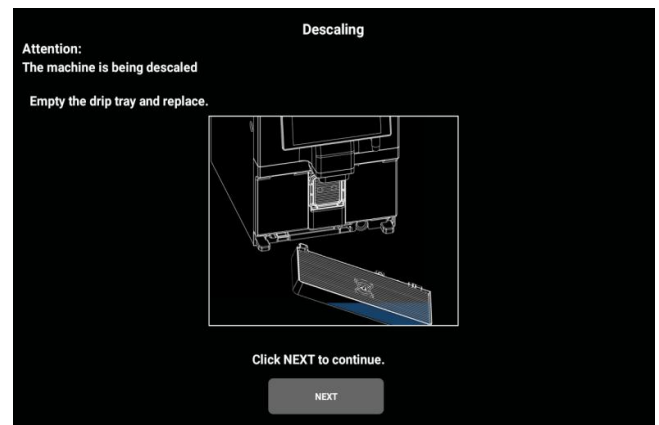 Descaling
Attention:
The machine is being descaled
Empty the drip tray and replace.
Click NEXT to continue.
NEXT